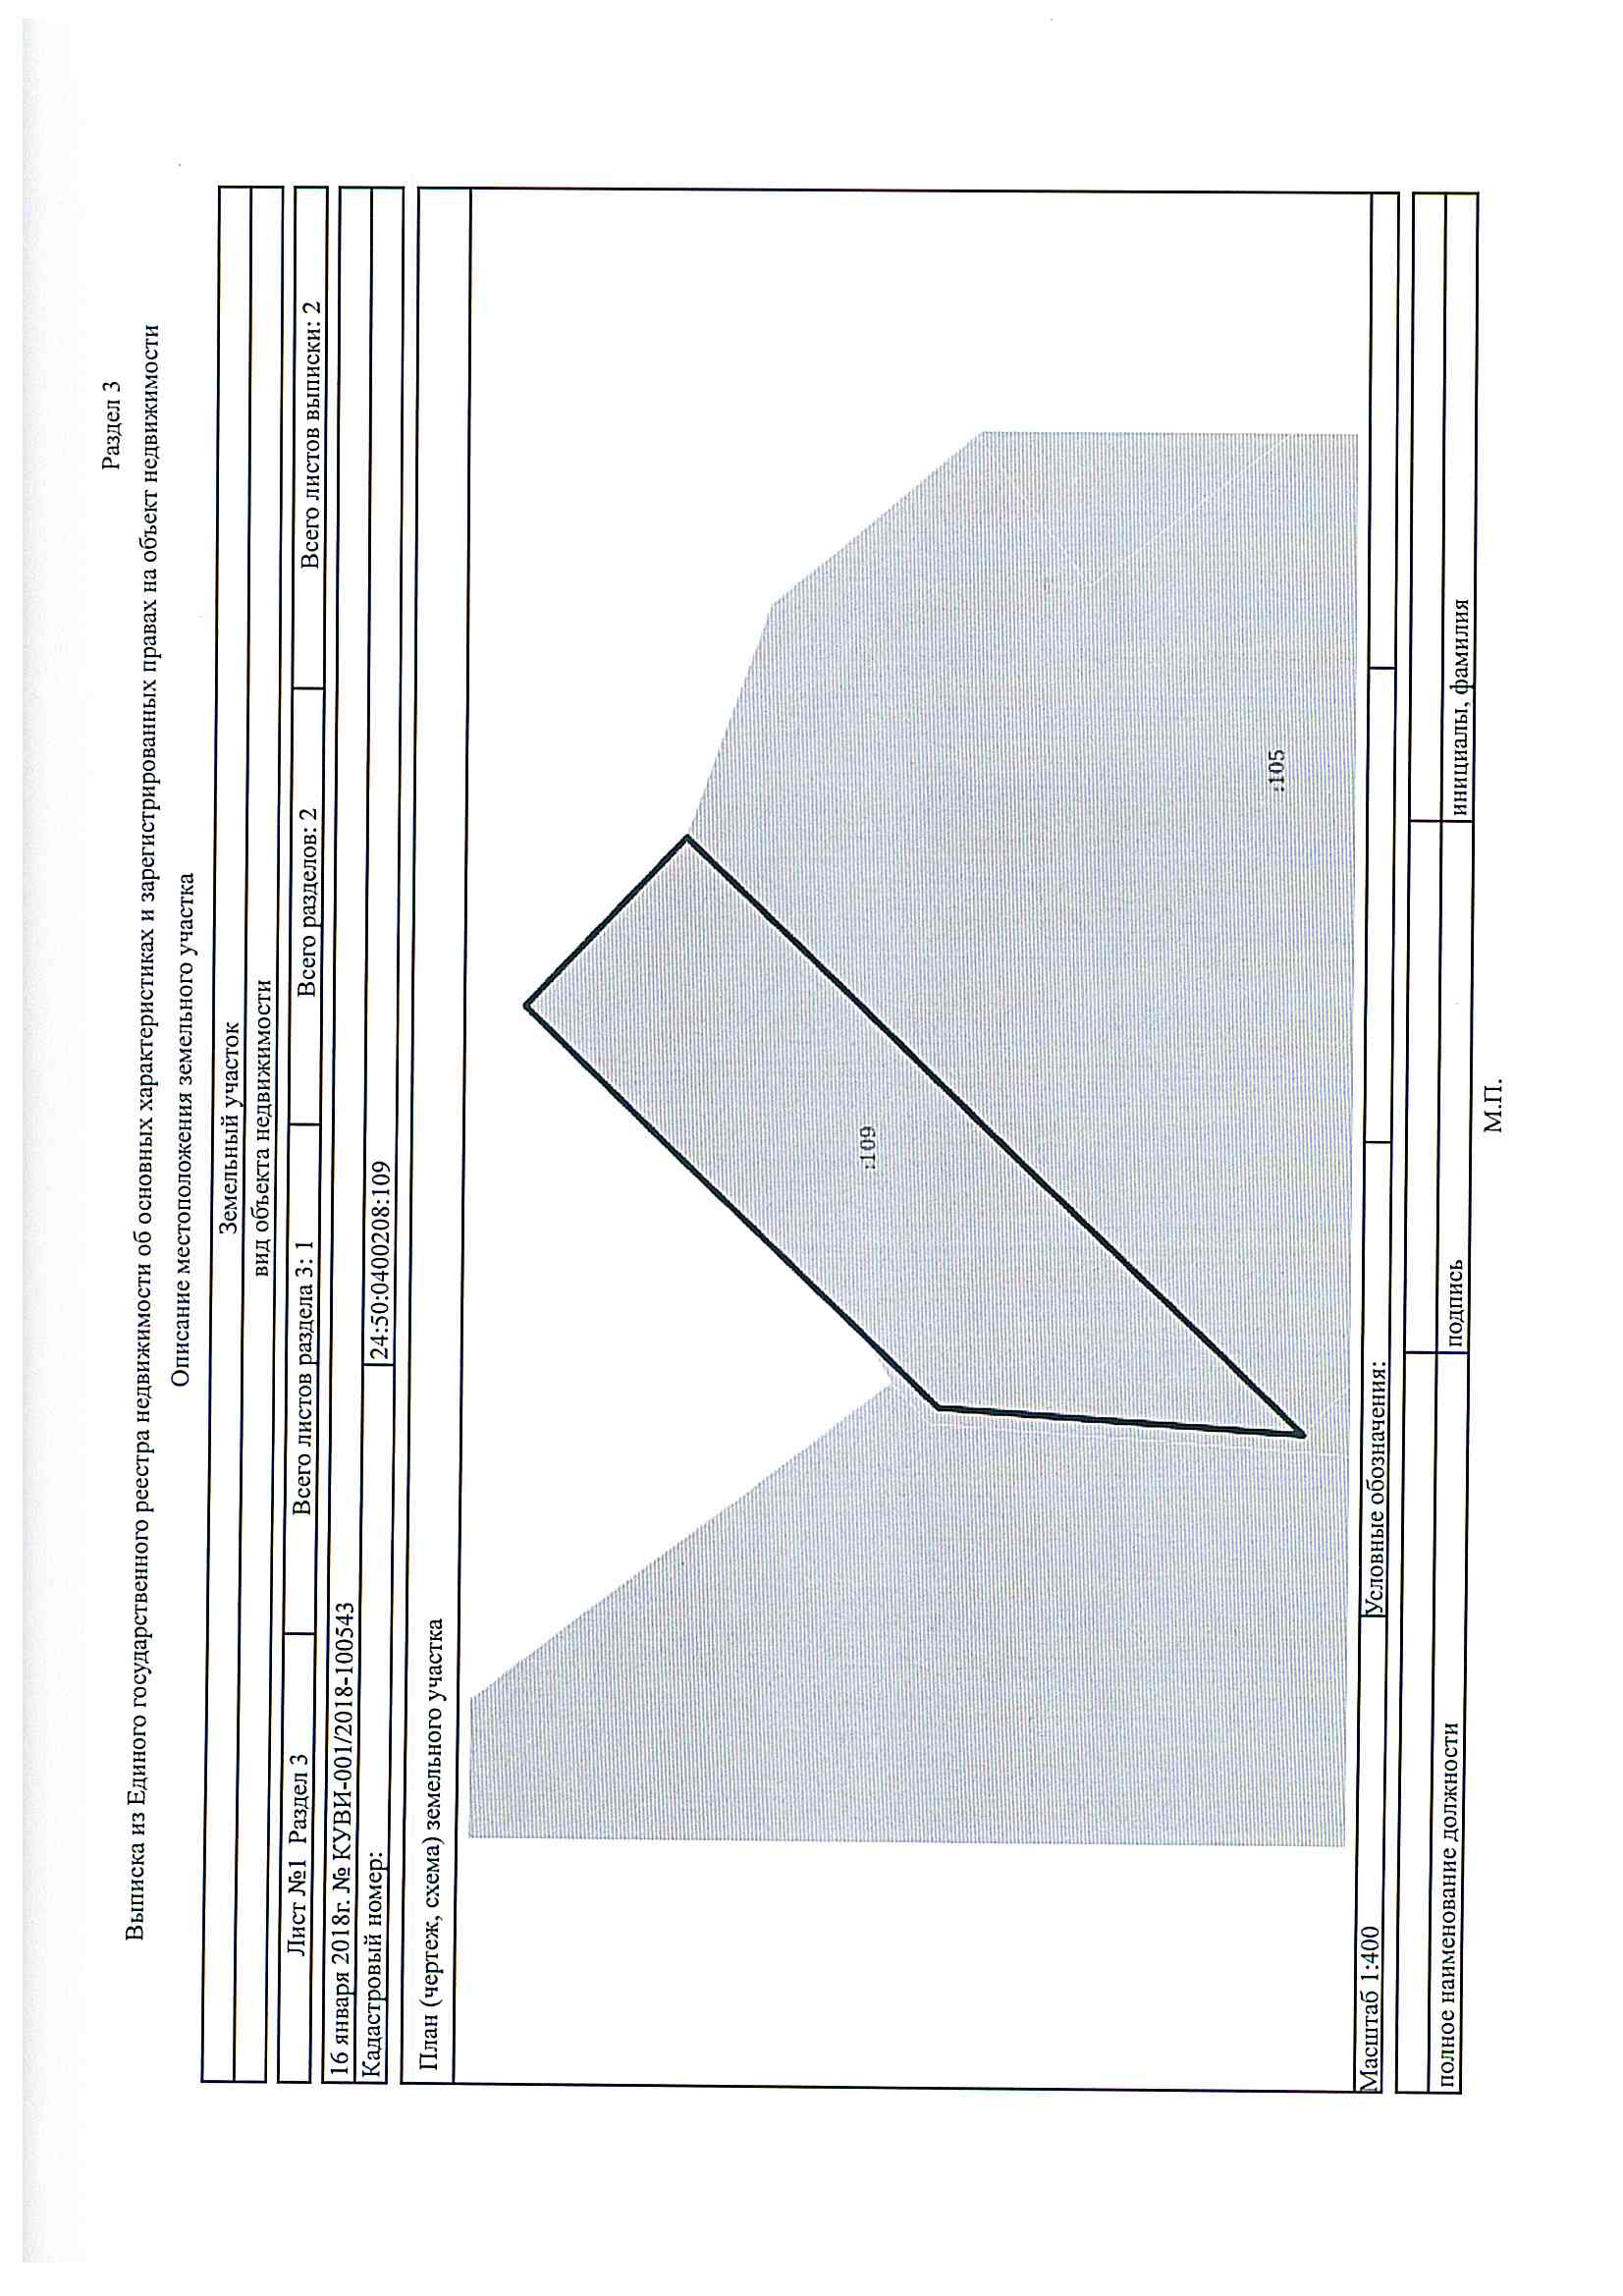 Раздел 3
Выписка из Единого государственного реестра недвижимости об основных характеристиках и зарегистрированных правах на объект недвижимости
Описание местоположения земельного участка
Земельный участок
вид объекта недвижимости
Лист №1 Раздел 3 Всего листов раздела 3: 1 Всего разделов: 2 Всего листов выписки: 2
16 января 2018г. № КУВИ-001/2018-100543
Кадастровый номер: 24:50:0400208:109
План (чертеж, схема) земельного участка
:109
:105
Масштаб 1:400 Условные обозначения:
полное наименование должности подпись инициалы, фамилия
М.П.